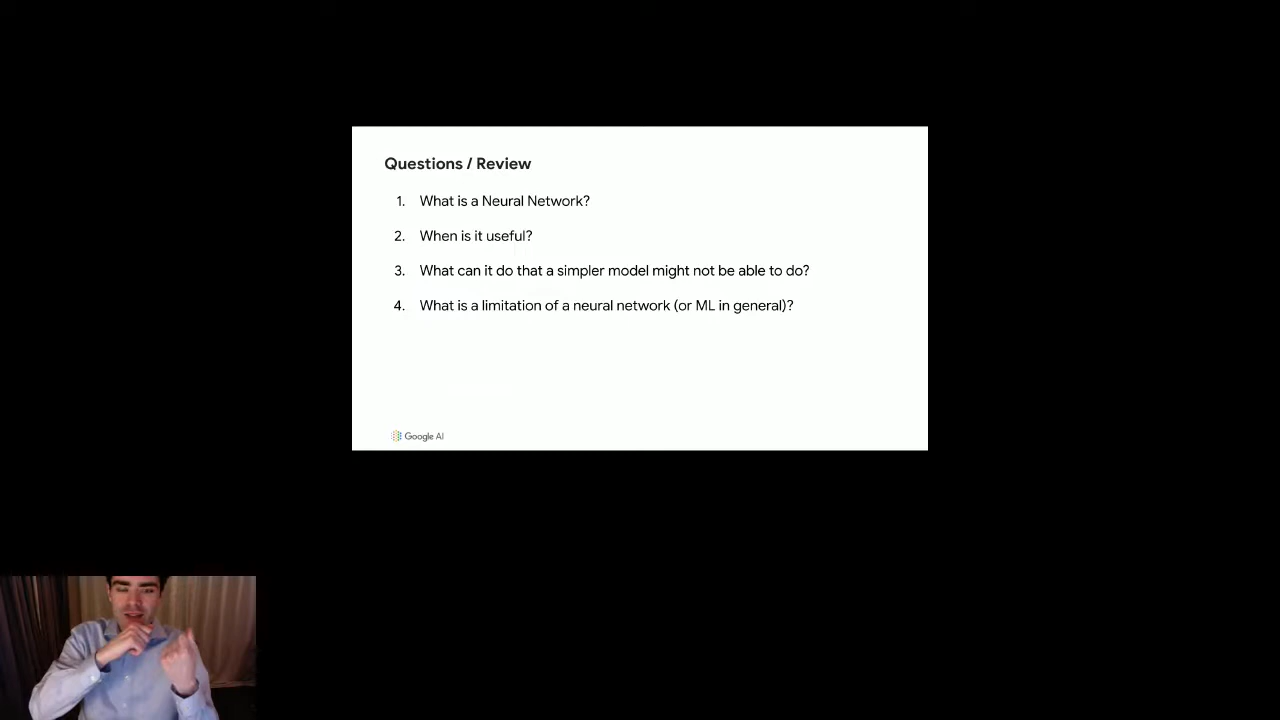 Questions / Review
1. What is a Neural Network?
2. When is it useful?
3. What can it do that a simpler model might not be able to do?
4. What is a limitation of a neural network (or ML in general)?
Google AI